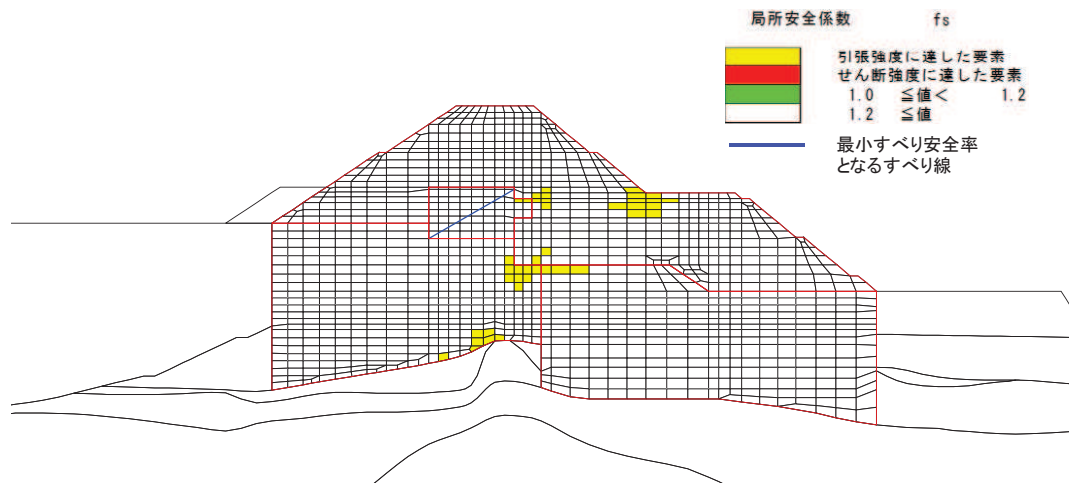 局所安全係数 fs
引張強度に達した要素
せん断強度に達した要素
1.0 ≦値< 1.2
1.2 ≦値
最小すべり安全率
となるすべり線